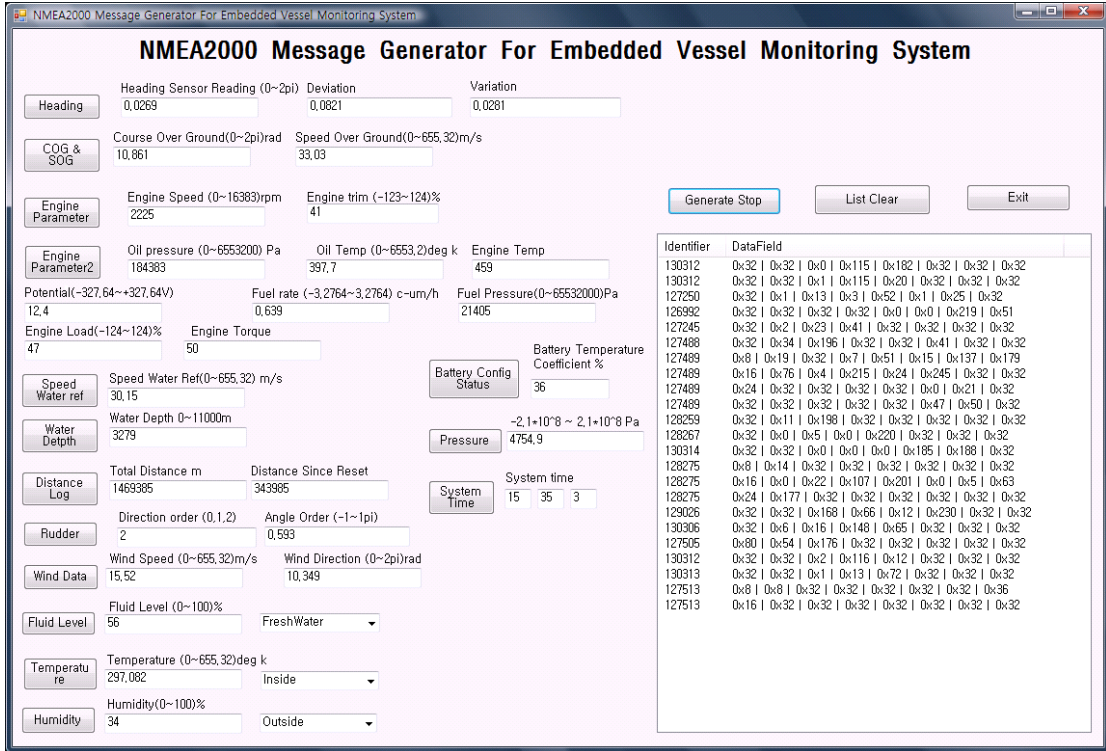 NMEA2000 Message Generator For Embedded Vessel Monitoring System
NMEA2000 Message Generator For Embedded Vessel Monitoring System
Heading Sensor Reading (0~2pi) Deviation Variation
Heading 0,0269 0,0821 0,0281
Course Over Ground(0~2pi)rad Speed Over Ground(0~655,32)m/s
COG & SOG 10,861 33,03
Engine Speed (0~16383)rpm Engine trim (-123~124)%
Engine Parameter 2225 41
Oil pressure (0~6553200) Pa Oil Temp (0~6553,2)deg k Engine Temp
Engine Parameter2 184383 397,7 459
Potential(-327,64~+327,64V) Fuel rate (-3,2764~3,2764) c-um/h Fuel Pressure(0~65532000)Pa
12,4 0,639 21405
Engine Load(-124~124)% Engine Torque
47 50
Speed Water ref Speed Water Ref(0~655,32) m/s
30,15
Water Detpth Water Depth 0~11000m
3279
Battery Config Status Battery Temperature Coefficient %
36
-2,1*10^8 ~ 2,1*10^8 Pa
Pressure 4754,9
Total Distance m Distance Since Reset
Distance Log 1469385 343985
System time
System Time 15 35 3
Direction order (0,1,2) Angle Order (-1~1pi)
Rudder 2 0,593
Wind Speed (0~655,32)m/s Wind Direction (0~2pi)rad
Wind Data 15,52 10,349
Fluid Level (0~100)%
Fluid Level 56 FreshWater
Temperature (0~655,32)deg k
Temperatu re 297,082 Inside
Humidity(0~100)%
Humidity 34 Outside
Generate Stop List Clear Exit
Identifier DataField
130312 0x32 | 0x32 | 0x0 | 0x115 | 0x182 | 0x32 | 0x32 | 0x32
130312 0x32 | 0x32 | 0x1 | 0x115 | 0x20 | 0x32 | 0x32 | 0x32
127250 0x32 | 0x1 | 0x13 | 0x3 | 0x52 | 0x1 | 0x25 | 0x32
126992 0x32 | 0x32 | 0x32 | 0x32 | 0x0 | 0x0 | 0x219 | 0x51
127245 0x32 | 0x2 | 0x23 | 0x41 | 0x32 | 0x32 | 0x32 | 0x32
127488 0x32 | 0x34 | 0x196 | 0x32 | 0x32 | 0x41 | 0x32 | 0x32
127489 0x8 | 0x19 | 0x32 | 0x7 | 0x51 | 0x15 | 0x137 | 0x179
127489 0x16 | 0x76 | 0x4 | 0x215 | 0x24 | 0x245 | 0x32 | 0x32
127489 0x24 | 0x32 | 0x32 | 0x32 | 0x32 | 0x0 | 0x21 | 0x32
127489 0x32 | 0x32 | 0x32 | 0x32 | 0x32 | 0x47 | 0x50 | 0x32
128259 0x32 | 0x11 | 0x198 | 0x32 | 0x32 | 0x32 | 0x32 | 0x32
128267 0x32 | 0x0 | 0x5 | 0x0 | 0x220 | 0x32 | 0x32 | 0x32
130314 0x32 | 0x32 | 0x0 | 0x0 | 0x0 | 0x185 | 0x188 | 0x32
128275 0x8 | 0x14 | 0x32 | 0x32 | 0x32 | 0x32 | 0x32 | 0x32
128275 0x16 | 0x0 | 0x22 | 0x107 | 0x201 | 0x0 | 0x5 | 0x63
128275 0x24 | 0x177 | 0x32 | 0x32 | 0x32 | 0x32 | 0x32 | 0x32
129026 0x32 | 0x32 | 0x168 | 0x66 | 0x12 | 0x230 | 0x32 | 0x32
130306 0x32 | 0x6 | 0x16 | 0x148 | 0x65 | 0x32 | 0x32 | 0x32
127505 0x80 | 0x54 | 0x176 | 0x32 | 0x32 | 0x32 | 0x32 | 0x32
130312 0x32 | 0x32 | 0x2 | 0x116 | 0x12 | 0x32 | 0x32 | 0x32
130313 0x32 | 0x32 | 0x1 | 0x13 | 0x72 | 0x32 | 0x32 | 0x32
127513 0x8 | 0x8 | 0x32 | 0x32 | 0x32 | 0x32 | 0x32 | 0x36
127513 0x16 | 0x32 | 0x32 | 0x32 | 0x32 | 0x32 | 0x32 | 0x32